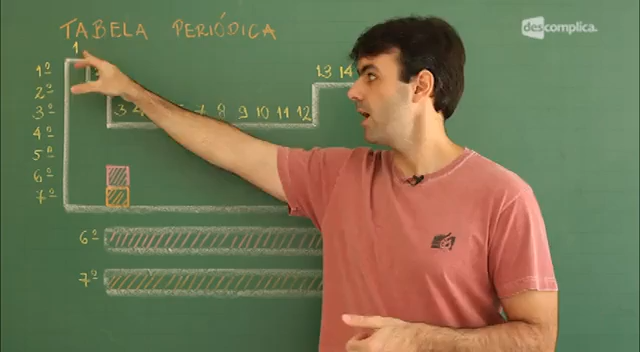 TABELA PERIÓDICA
descomplica.
1
13 14
1º
2º
3º
4º
5º
6º
7º
3 7 8 9 10 11 12
6º
7º